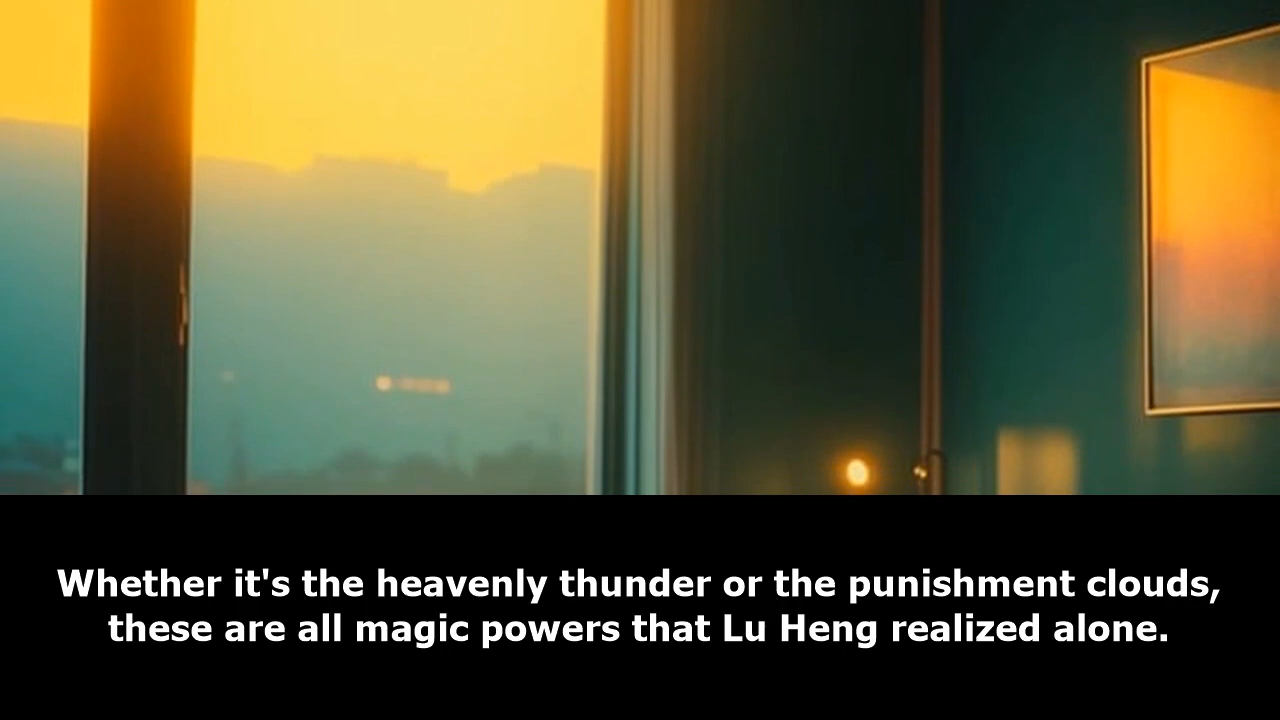 Whether it's the heavenly thunder or the punishment clouds,
these are all magic powers that Lu Heng realized alone.